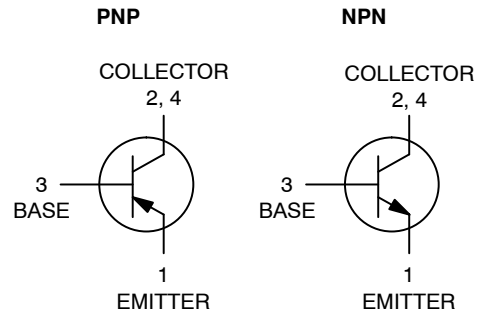 PNP
COLLECTOR
2, 4
3
BASE
1
EMITTER
NPN
COLLECTOR
2, 4
3
BASE
1
EMITTER